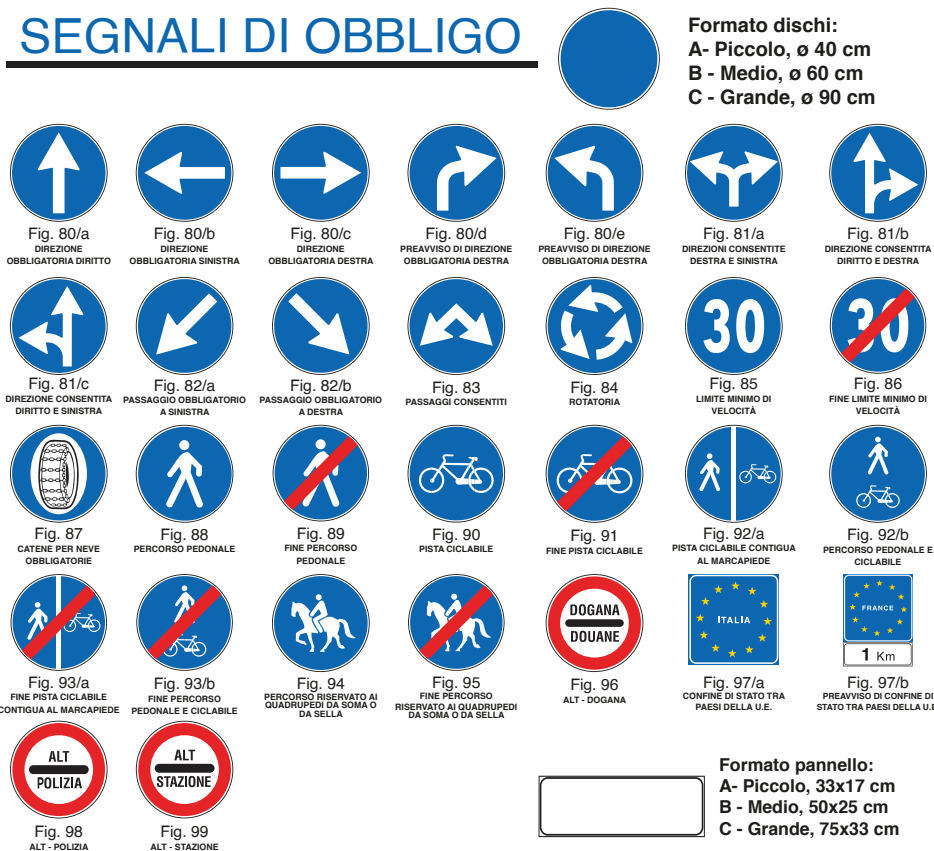 SEGNALI DI OBBLIGO
Formato dischi:
A- Piccolo, ø 40 cm
B - Medio, ø 60 cm
C - Grande, ø 90 cm
Fig. 80/a
DIREZIONE
OBBLIGATORIA DIRITTO
Fig. 80/b
DIREZIONE
OBBLIGATORIA SINISTRA
Fig. 80/c
DIREZIONE
OBBLIGATORIA DESTRA
Fig. 80/d
PREAVVISO DI DIREZIONE
OBBLIGATORIA DESTRA
Fig. 80/e
PREAVVISO DI DIREZIONE
OBBLIGATORIA DESTRA
Fig. 81/a
DIREZIONI CONSENTITE
DESTRA E SINISTRA
Fig. 81/b
DIREZIONE CONSENTITA
DIRITTO E DESTRA
Fig. 81/c
DIREZIONE CONSENTITA
DIRITTO E SINISTRA
Fig. 82/a
PASSAGGIO OBBLIGATORIO
A SINISTRA
Fig. 82/b
PASSAGGIO OBBLIGATORIO
A DESTRA
Fig. 83
PASSAGGI CONSENTITI
Fig. 84
ROTATORIA
30
Fig. 85
LIMITE MINIMO DI
VELOCITÀ
30
Fig. 86
FINE LIMITE MINIMO DI
VELOCITÀ
Fig. 87
CATENE PER NEVE
OBBLIGATORIE
Fig. 88
PERCORSO PEDONALE
Fig. 89
FINE PERCORSO
PEDONALE
Fig. 90
PISTA CICLABILE
Fig. 91
FINE PISTA CICLABILE
Fig. 92/a
PISTA CICLABILE CONTIGUA
AL MARCAPIEDE
Fig. 92/b
PERCORSO PEDONALE E
CICLABILE
Fig. 93/a
FINE PISTA CICLABILE
CONTIGUA AL MARCAPIEDE
Fig. 93/b
FINE PERCORSO
PEDONALE E CICLABILE
Fig. 94
PERCORSO RISERVATO AI
QUADRUPEDI DA SOMA O
DA SELLA
Fig. 95
FINE PERCORSO
RISERVATO AI QUADRUPEDI
DA SOMA O DA SELLA
DOGANA
DOUANE
Fig. 96
ALT - DOGANA
ITALIA
Fig. 97/a
CONFINE DI STATO TRA
PAESI DELLA U.E.
FRANCE
1 Km
Fig. 97/b
PREAVVISO DI CONFINE DI
STATO TRA PAESI DELLA U.E
ALT
POLIZIA
Fig. 98
ALT - POLIZIA
ALT
STAZIONE
Fig. 99
ALT - STAZIONE
Formato pannello:
A- Piccolo, 33x17 cm
B - Medio, 50x25 cm
C - Grande, 75x33 cm